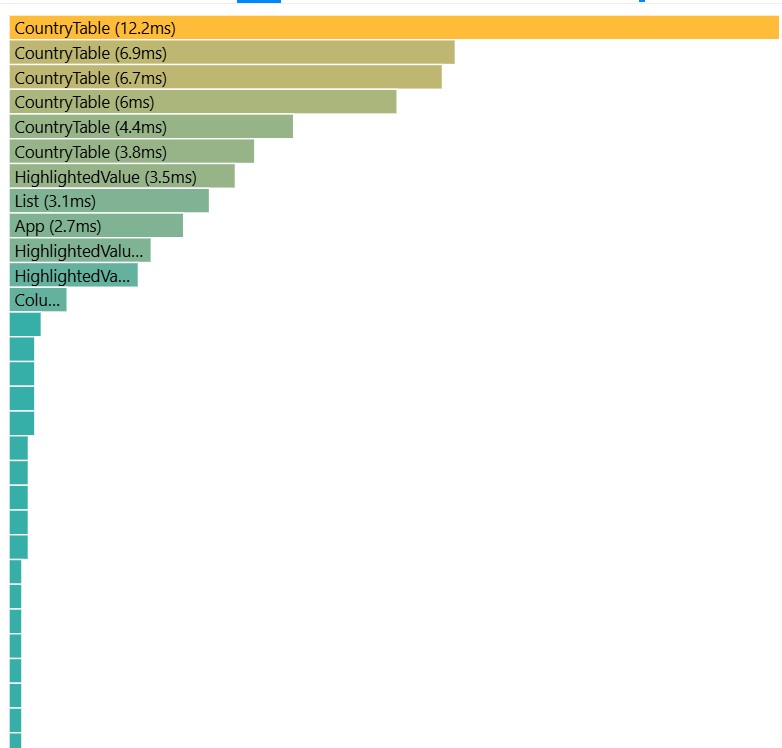 CountryTable (12.2ms)
CountryTable (6.9ms)
CountryTable (6.7ms)
CountryTable (6ms)
CountryTable (4.4ms)
CountryTable (3.8ms)
HighlightedValue (3.5ms)
List (3.1ms)
App (2.7ms)
HighlightedValu...
HighlightedVa...
Colu...